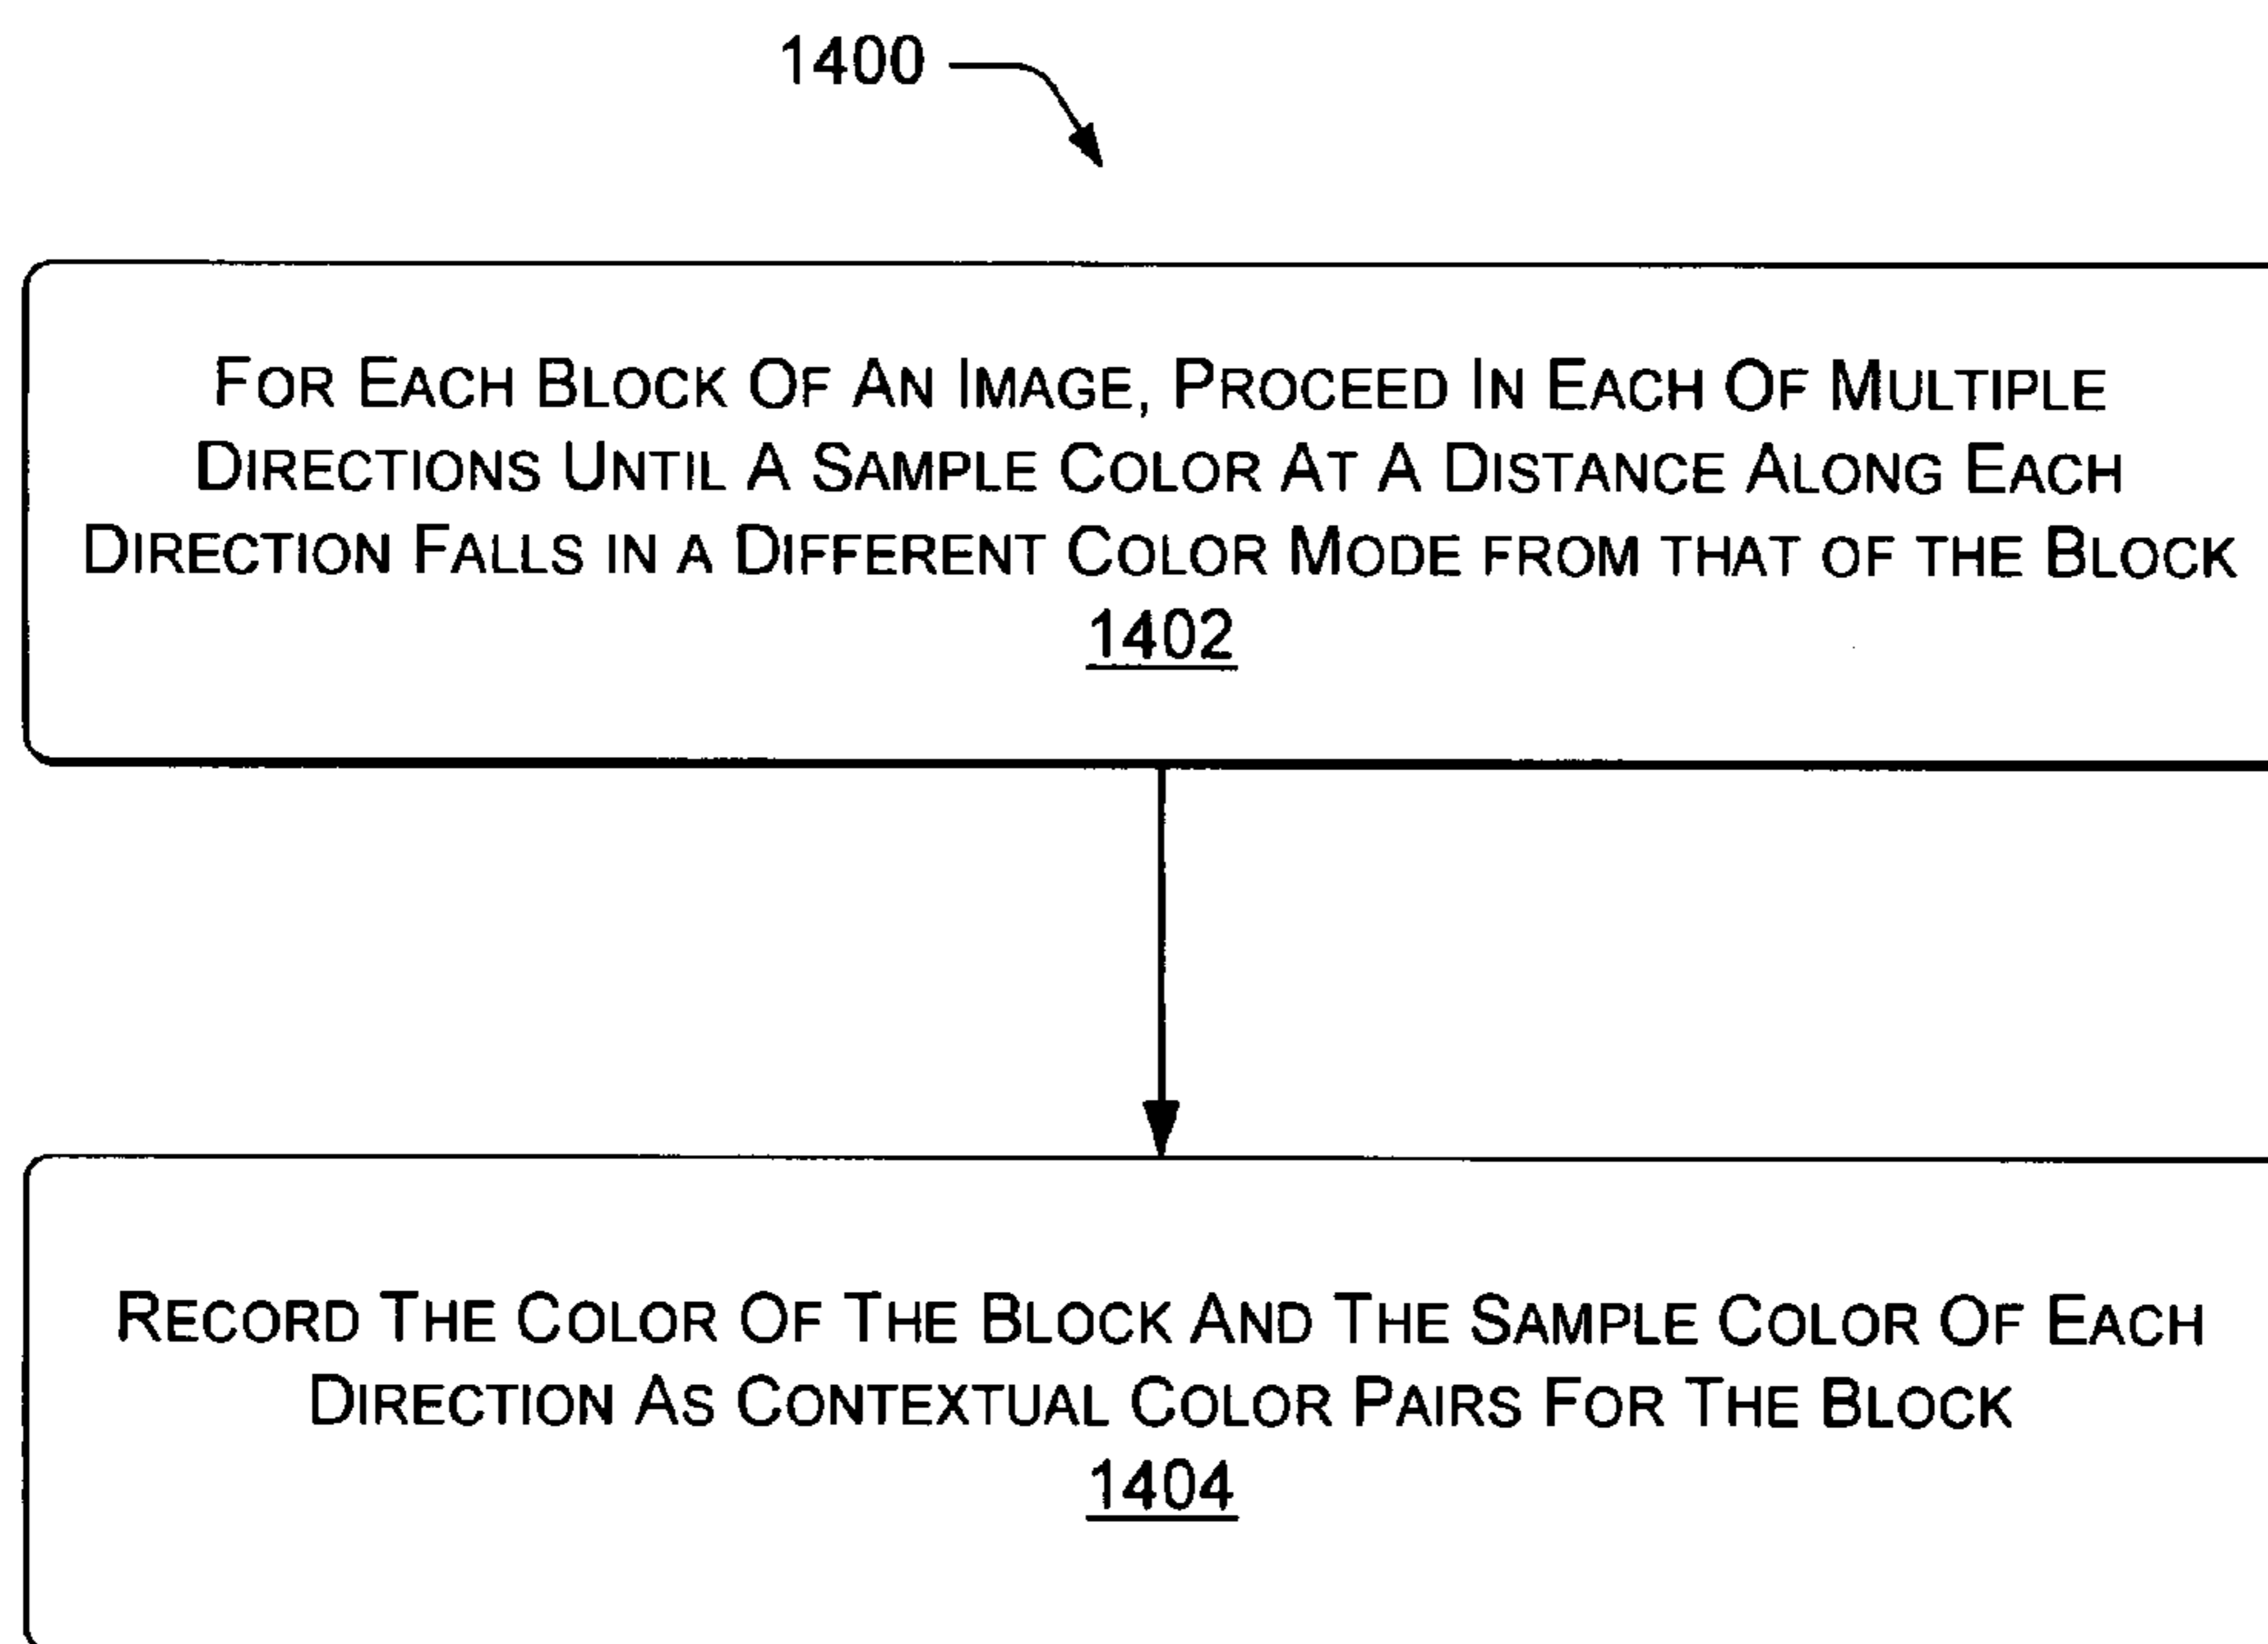 1400
FOR EACH BLOCK OF AN IMAGE, PROCEED IN EACH OF MULTIPLE
DIRECTIONS UNTIL A SAMPLE COLOR AT A DISTANCE ALONG EACH
DIRECTION FALLS IN A DIFFERENT COLOR MODE FROM THAT OF THE BLOCK
1402
RECORD THE COLOR OF THE BLOCK AND THE SAMPLE COLOR OF EACH
DIRECTION AS CONTEXTUAL COLOR PAIRS FOR THE BLOCK
1404